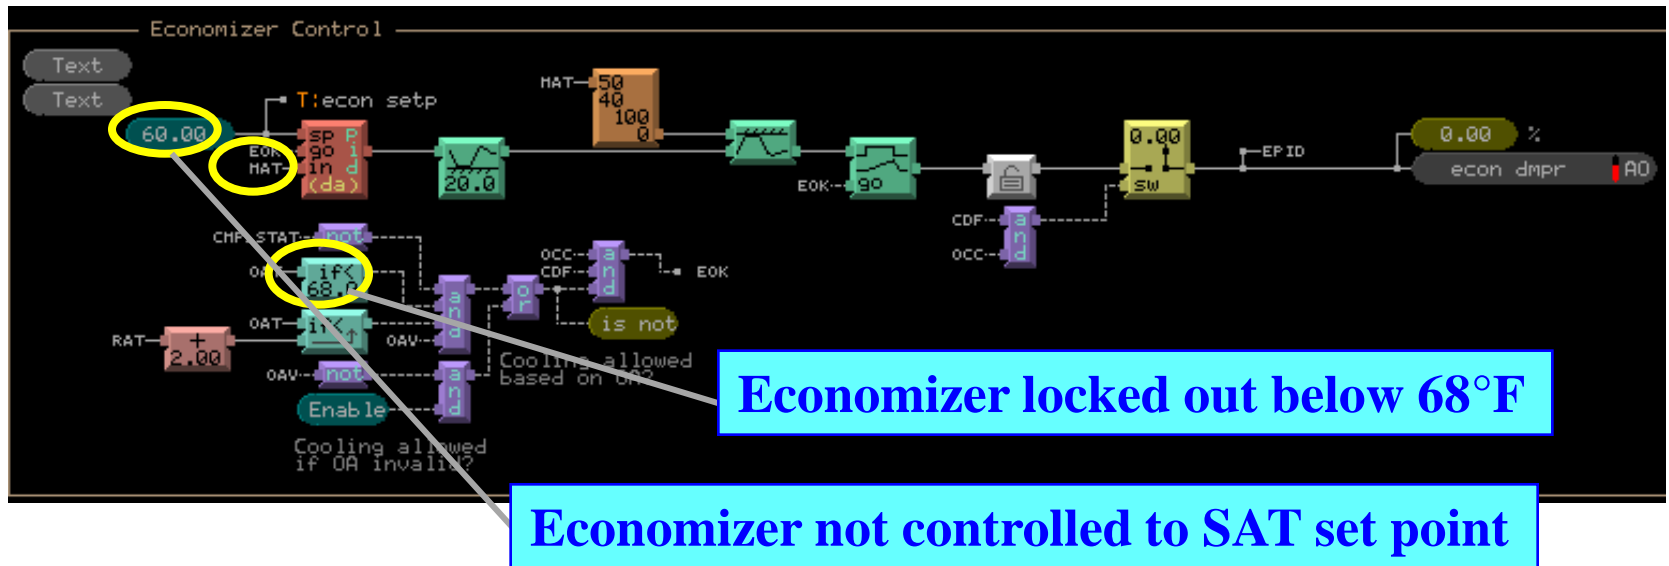 Economizer Control
Text
Text
T:econ setp
MAT
50
40
100
0
60.00
EOK
MAT
sp
go
in
(da)
P
i
d
20.0
EOK
go
0.00
sw
EPID
0.00 %
econ dmpr AO
CDF
OCC
and
STAT
not
if<
68.
OAT
if<
OAV
and
RAT
+
2.00
OAV
not
Enable
and
or
OCC
CDF
and
EOK
is not
Cooling allowed
based on OA?
Cooling allowed
if OA invalid?
Economizer locked out below 68°F
Economizer not controlled to SAT set point